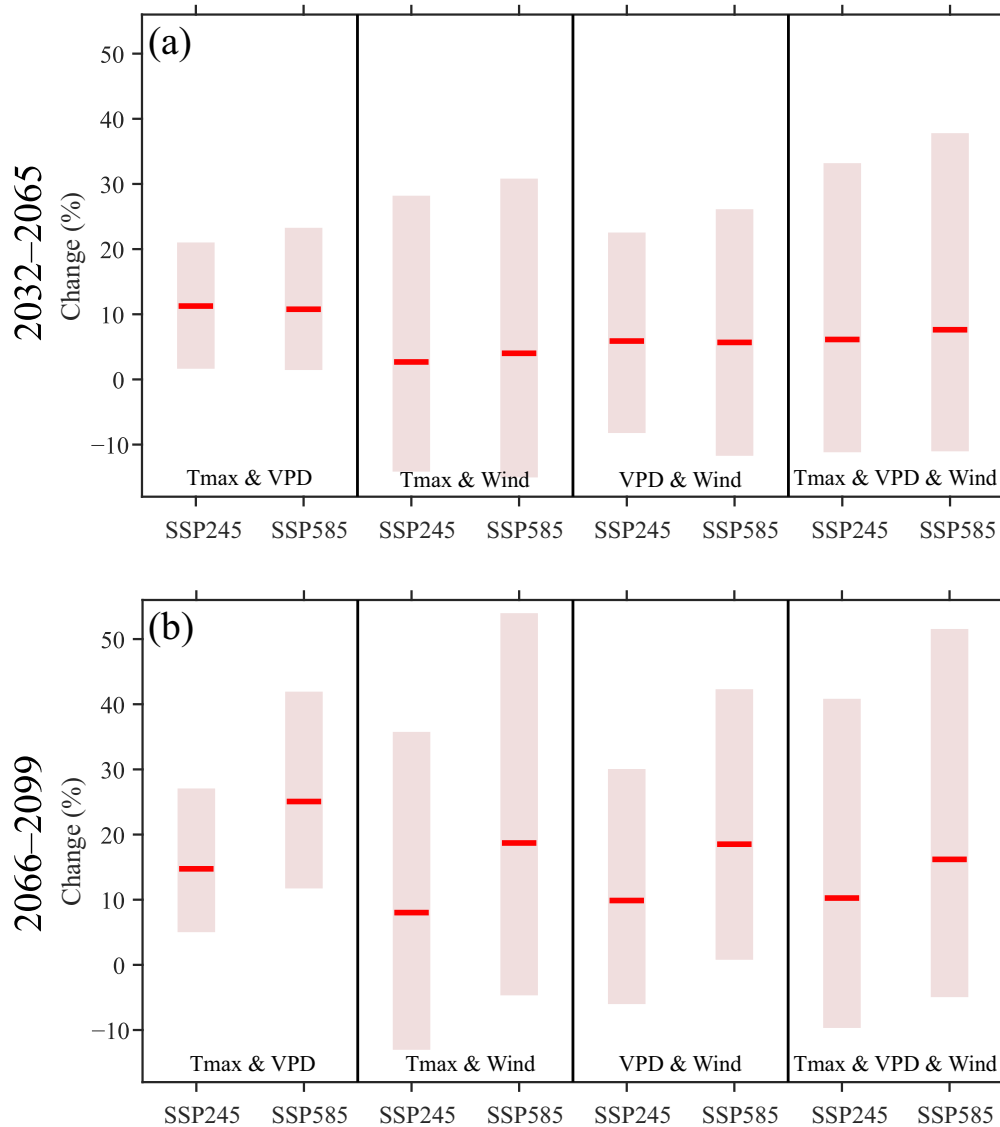 (a)
2032–2065
Change (%)
50
40
30
20
10
0
−10
Tmax & VPD
Tmax & Wind
VPD & Wind
Tmax & VPD & Wind
SSP245 SSP585 SSP245 SSP585 SSP245 SSP585 SSP245 SSP585
(b)
2066–2099
Change (%)
50
40
30
20
10
0
−10
Tmax & VPD
Tmax & Wind
VPD & Wind
Tmax & VPD & Wind
SSP245 SSP585 SSP245 SSP585 SSP245 SSP585 SSP245 SSP585